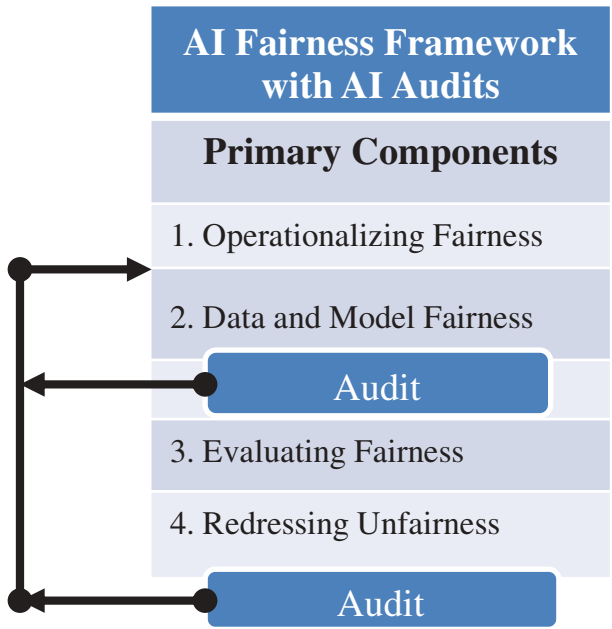 AI Fairness Framework
with AI Audits
Primary Components
1. Operationalizing Fairness
2. Data and Model Fairness
Audit
3. Evaluating Fairness
4. Redressing Unfairness
Audit